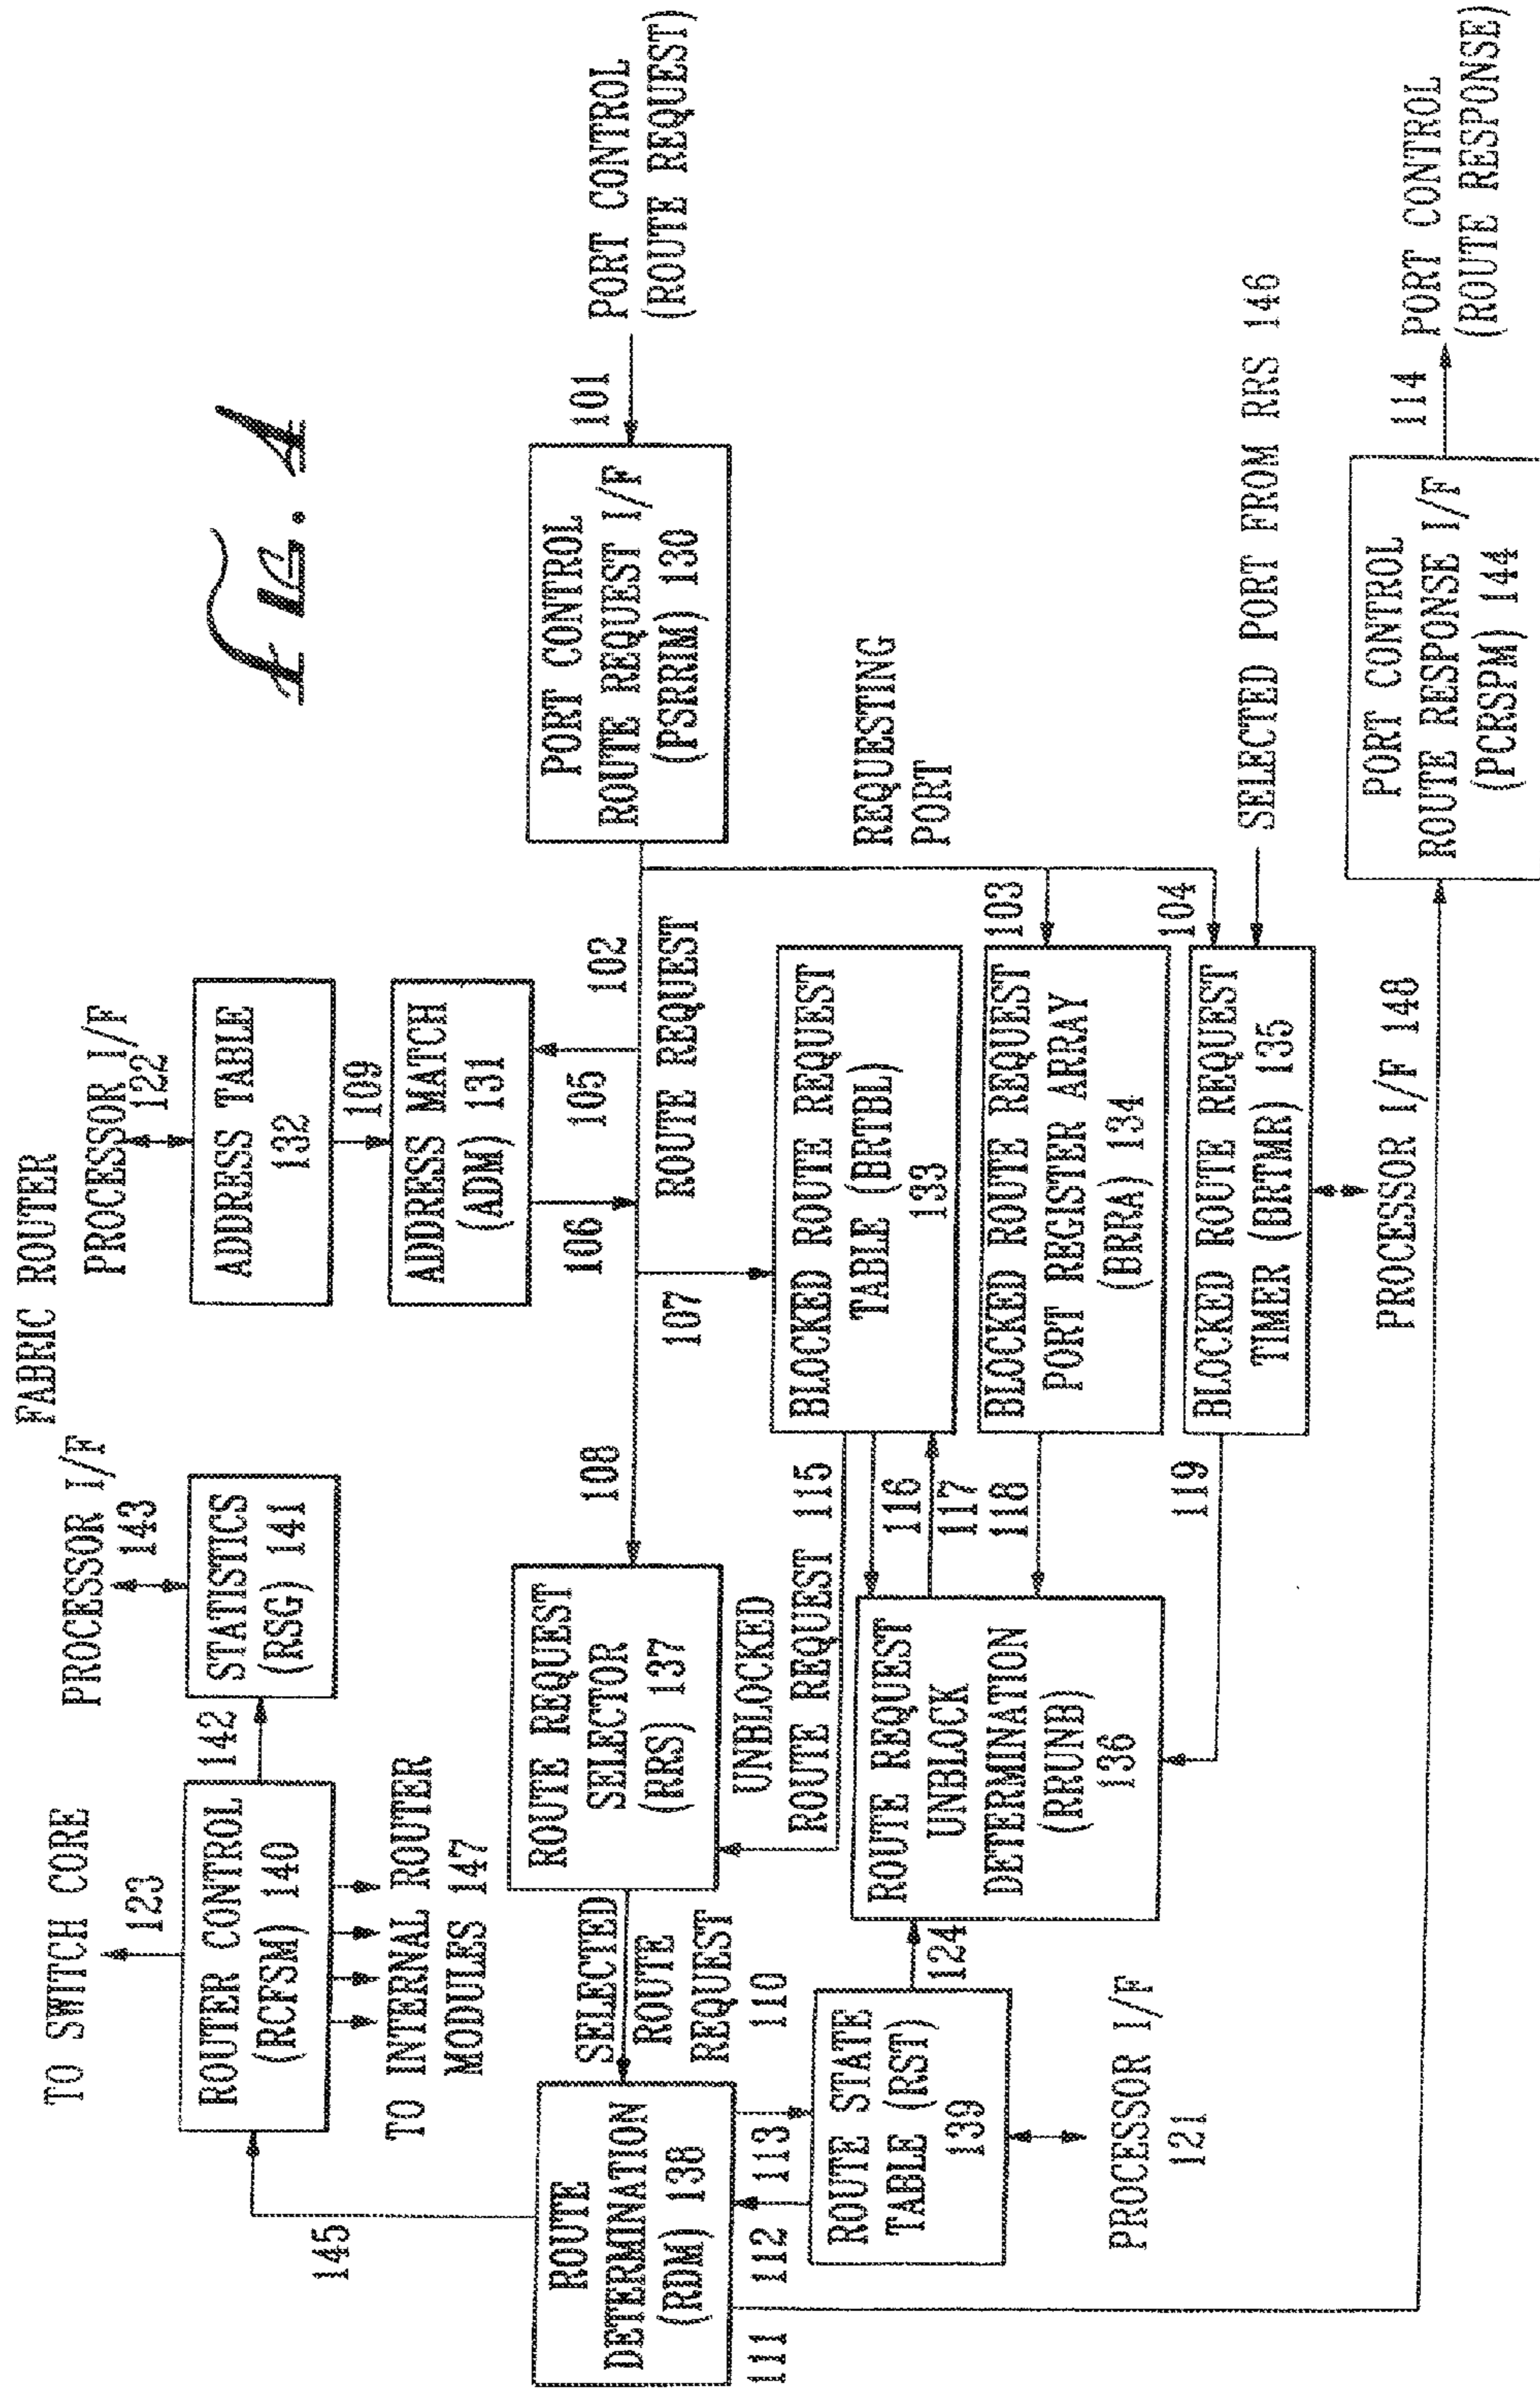 FIG. 1
FABRIC ROUTER
TO SWITCH CORE
123
PROCESSOR I/F
143
PROCESSOR I/F
122
ROUTER CONTROL
(RCFSM) 140
142
STATISTICS
(RSG) 141
ADDRESS TABLE
132
109
ADDRESS MATCH
(ADM) 131
TO INTERNAL ROUTER
MODULES 147
145
106
105
102
101
PORT CONTROL
(ROUTE REQUEST)
PORT CONTROL
ROUTE REQUEST I/F
(PSRRIM) 130
ROUTE
DETERMINATION
(RDM) 138
SELECTED
ROUTE
REQUEST
110
ROUTE REQUEST
SELECTOR
(RRS) 137
108
107
ROUTE REQUEST
UNBLOCKED
ROUTE REQUEST 115
REQUESTING
PORT
111
112
113
ROUTE STATE
TABLE (RST)
139
124
ROUTE REQUEST
UNBLOCK
DETERMINATION
(RRUNB)
136
116
117
118
119
BLOCKED ROUTE REQUEST
TABLE (BRTBL)
133
103
BLOCKED ROUTE REQUEST
PORT REGISTER ARRAY
(BRRA) 134
104
BLOCKED ROUTE REQUEST
TIMER (BRTMR) 135
SELECTED PORT FROM RRS 146
PROCESSOR I/F
121
PROCESSOR I/F 148
PORT CONTROL
ROUTE RESPONSE I/F
(PCRSPM) 144
114
PORT CONTROL
(ROUTE RESPONSE)